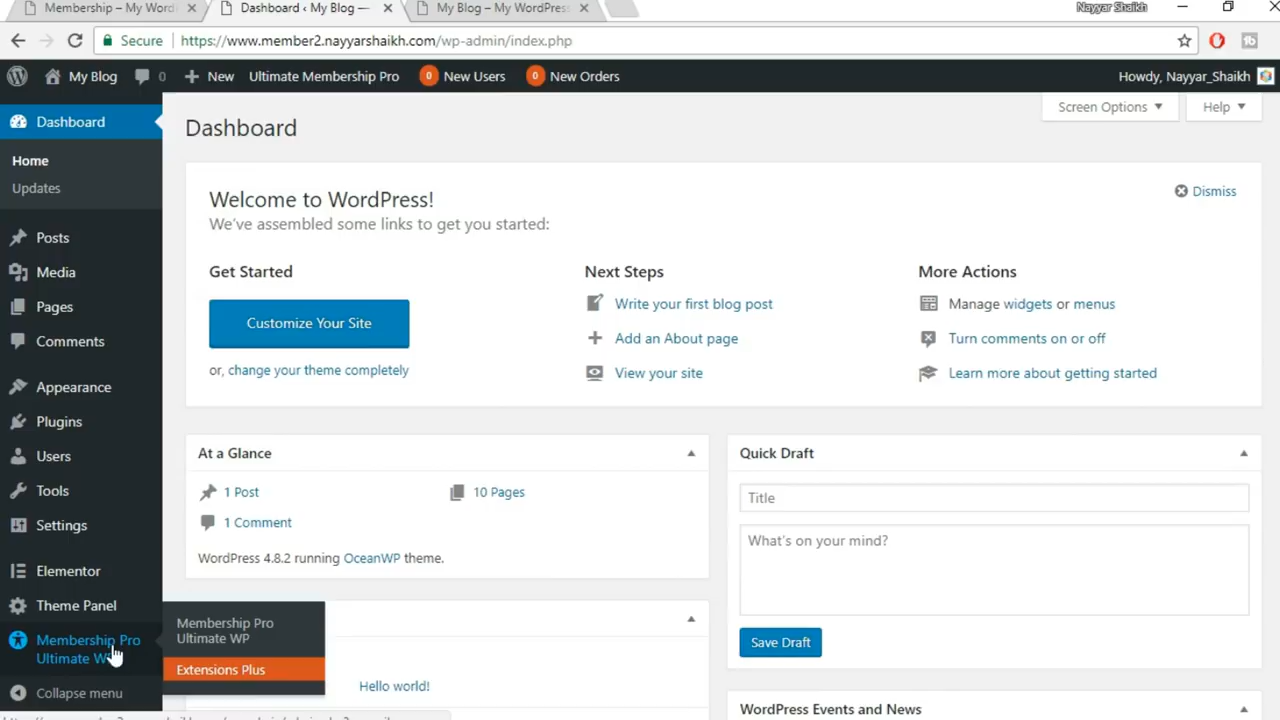 Membership – My Word
Dashboard ‹ My Blog —
My Blog – My WordPress
Nayyar Shaikh
Secure
https://www.member2.nayyarshaikh.com/wp-admin/index.php
My Blog
0
New
Ultimate Membership Pro
0
New Users
0
New Orders
Howdy, Nayyar_Shaikh
Dashboard
Home
Updates
Posts
Media
Pages
Comments
Appearance
Plugins
Users
Tools
Settings
Elementor
Theme Panel
Membership Pro
Ultimate WP
Collapse menu
Membership Pro
Ultimate WP
Extensions Plus
Screen Options
Help
Dashboard
Welcome to WordPress!
Dismiss
We've assembled some links to get you started:
Get Started
Customize Your Site
or, change your theme completely
Next Steps
Write your first blog post
Add an About page
View your site
More Actions
Manage widgets or menus
Turn comments on or off
Learn more about getting started
At a Glance
1 Post
10 Pages
1 Comment
WordPress 4.8.2 running OceanWP theme.
Hello world!
Quick Draft
Title
What's on your mind?
Save Draft
WordPress Events and News